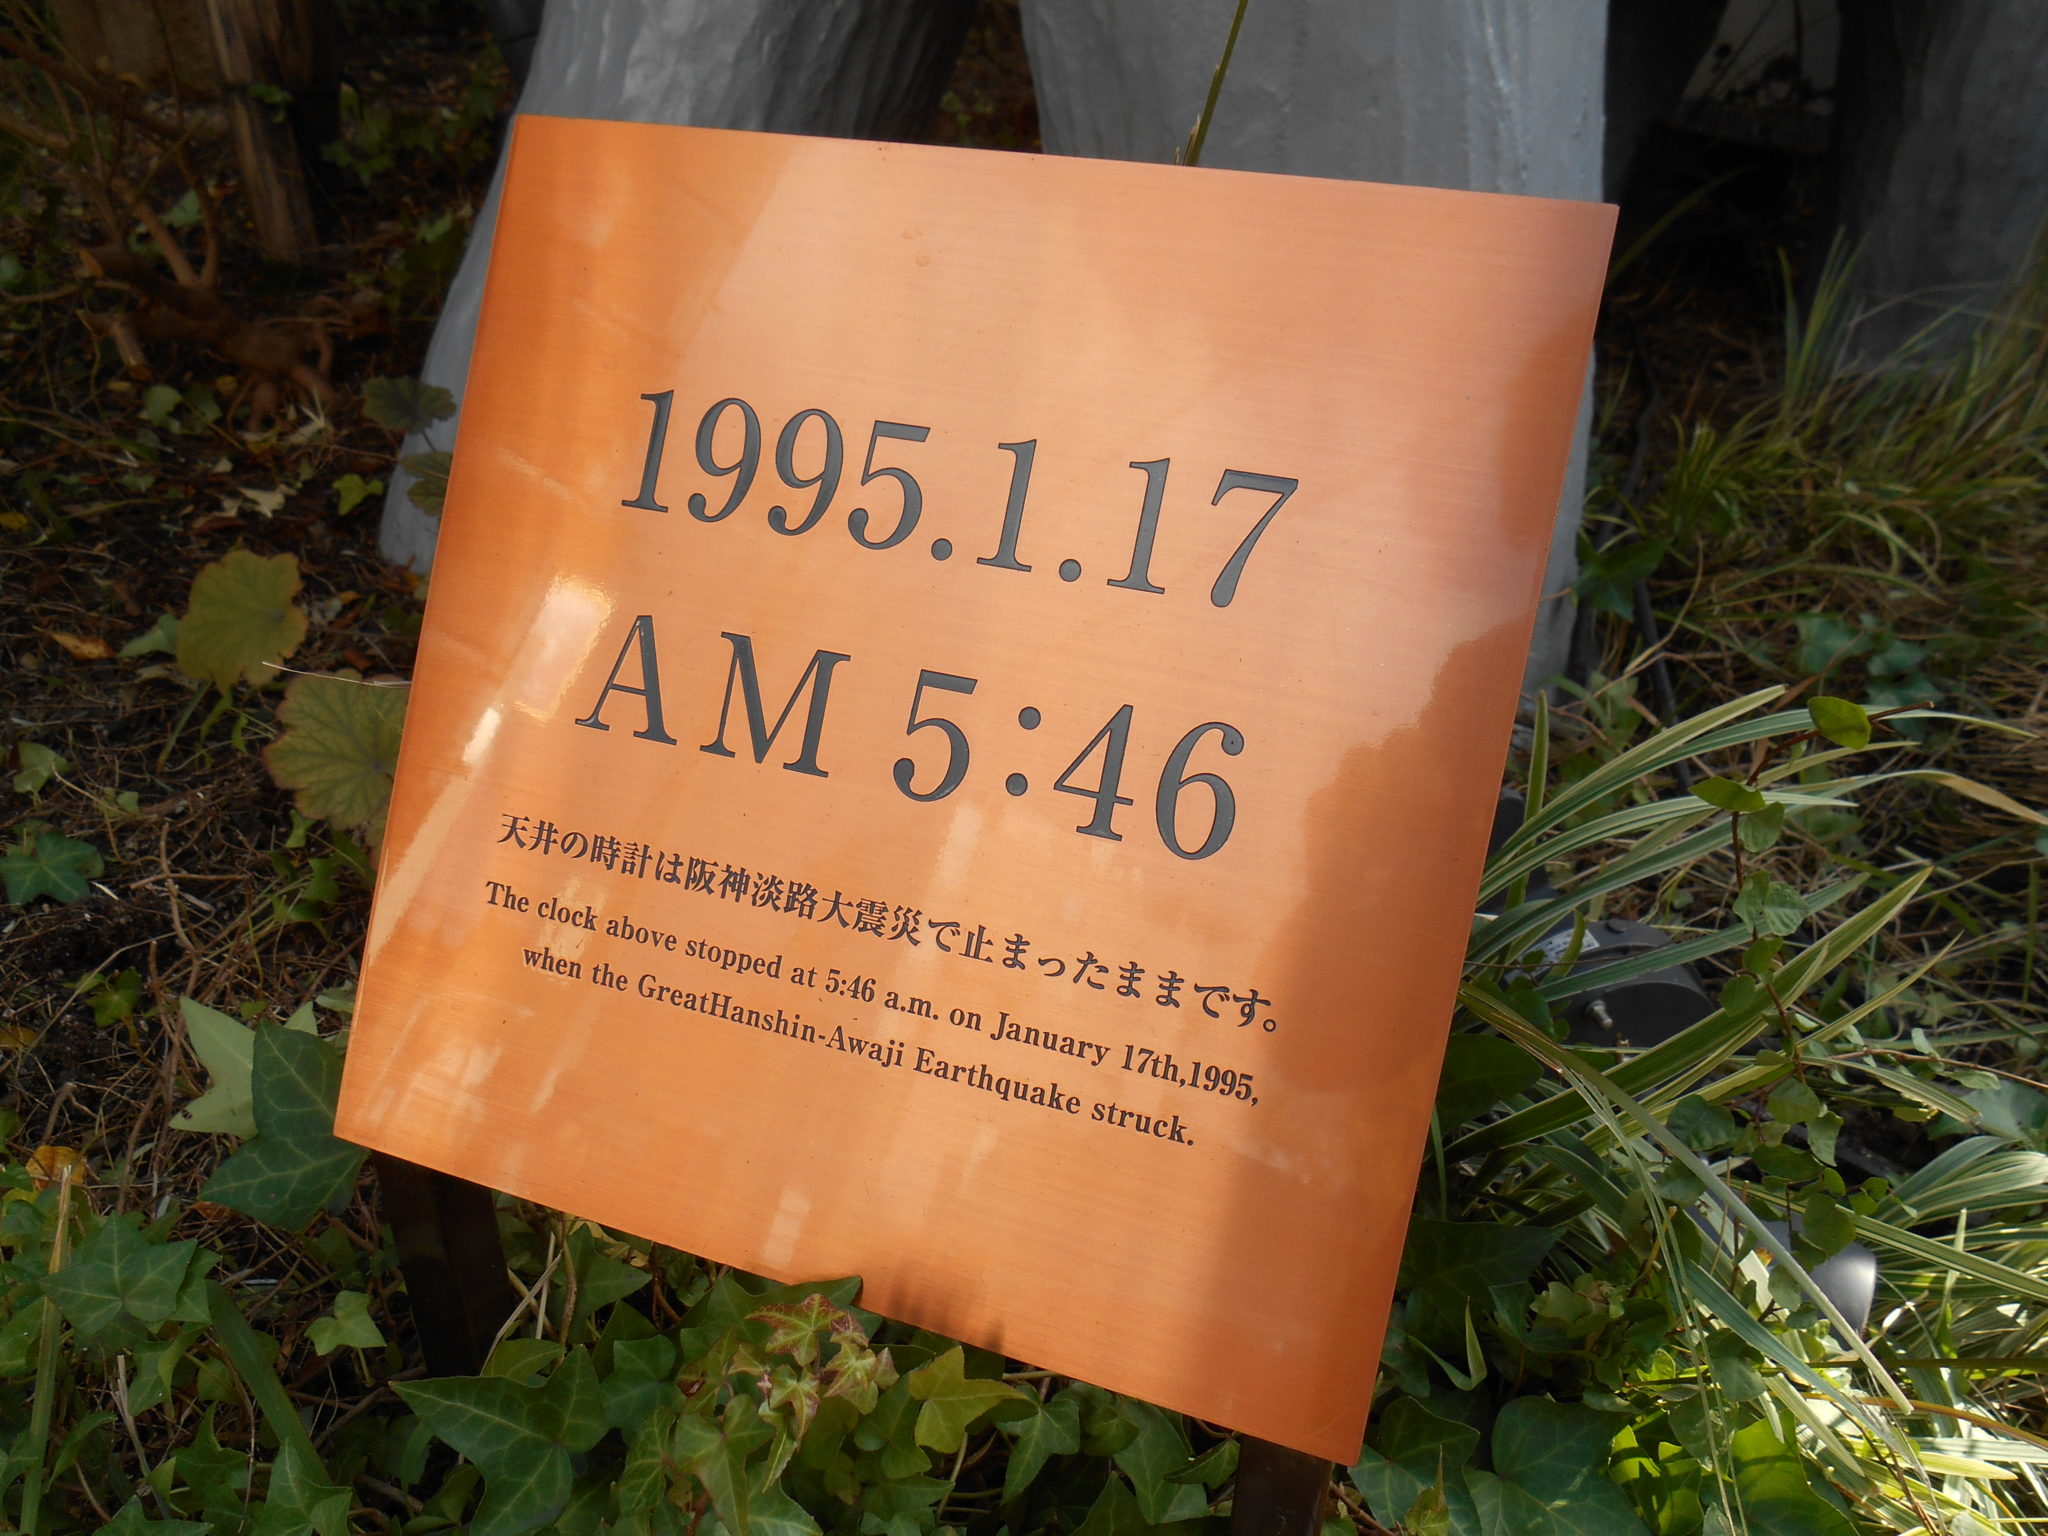 1995.1.17
AM 5:46
天井の時計は阪神淡路大震災で止まったままです。
The clock above stopped at 5:46 a.m. on January 17th,1995,
when the GreatHanshin-Awaji Earthquake struck.